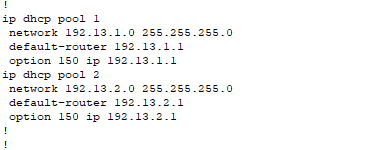 !
ip dhcp pool 1
 network 192.13.1.0 255.255.255.0
 default-router 192.13.1.1
 option 150 ip 192.13.1.1
ip dhcp pool 2
 network 192.13.2.0 255.255.255.0
 default-router 192.13.2.1
 option 150 ip 192.13.2.1
!
!